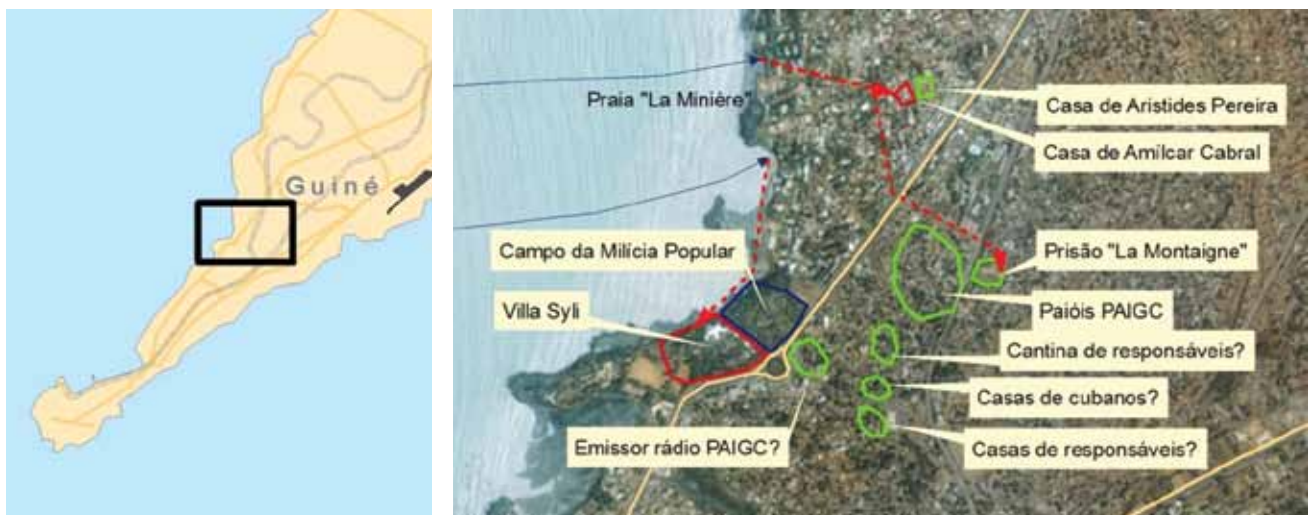 Guiné
Praia "La Minière"
Casa de Aristides Pereira
Casa de Amílcar Cabral
Campo da Milícia Popular
Prisão "La Montaigne"
Villa Syli
Paióis PAIGC
Cantina de responsáveis?
Casas de cubanos?
Emissor rádio PAIGC?
Casas de responsáveis?